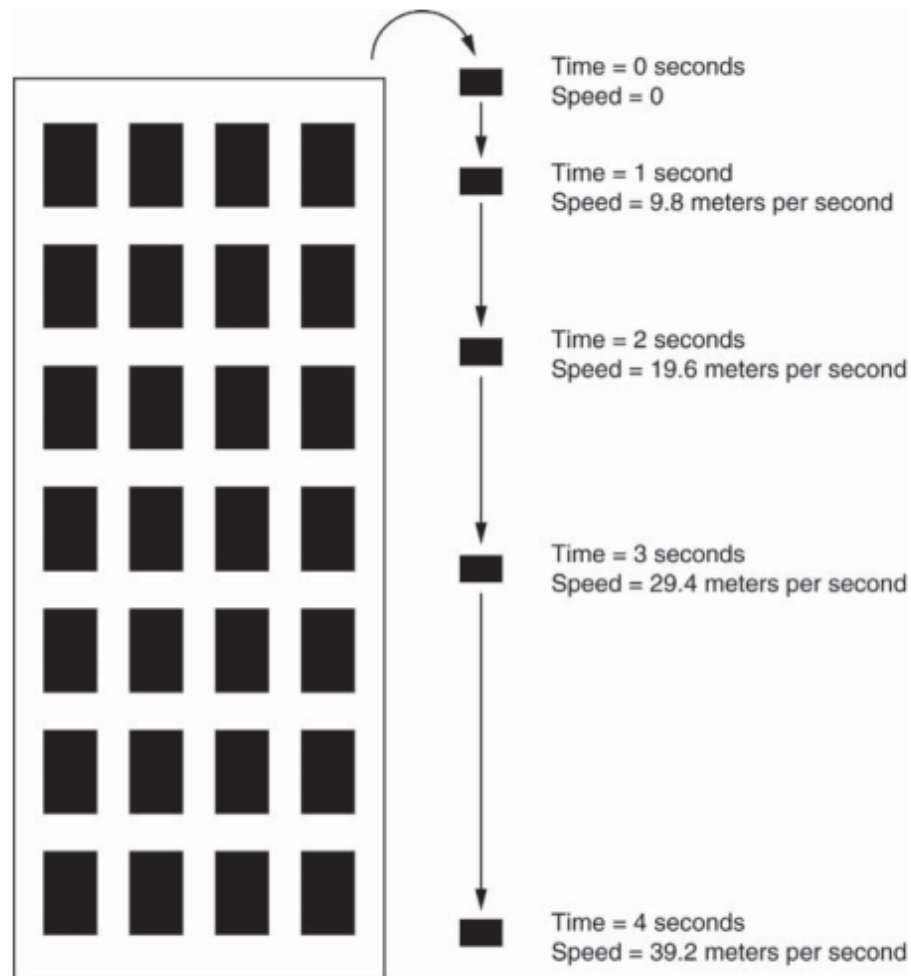 Time = 0 seconds
Speed = 0
Time = 1 second
Speed = 9.8 meters per second
Time = 2 seconds
Speed = 19.6 meters per second
Time = 3 seconds
Speed = 29.4 meters per second
Time = 4 seconds
Speed = 39.2 meters per second